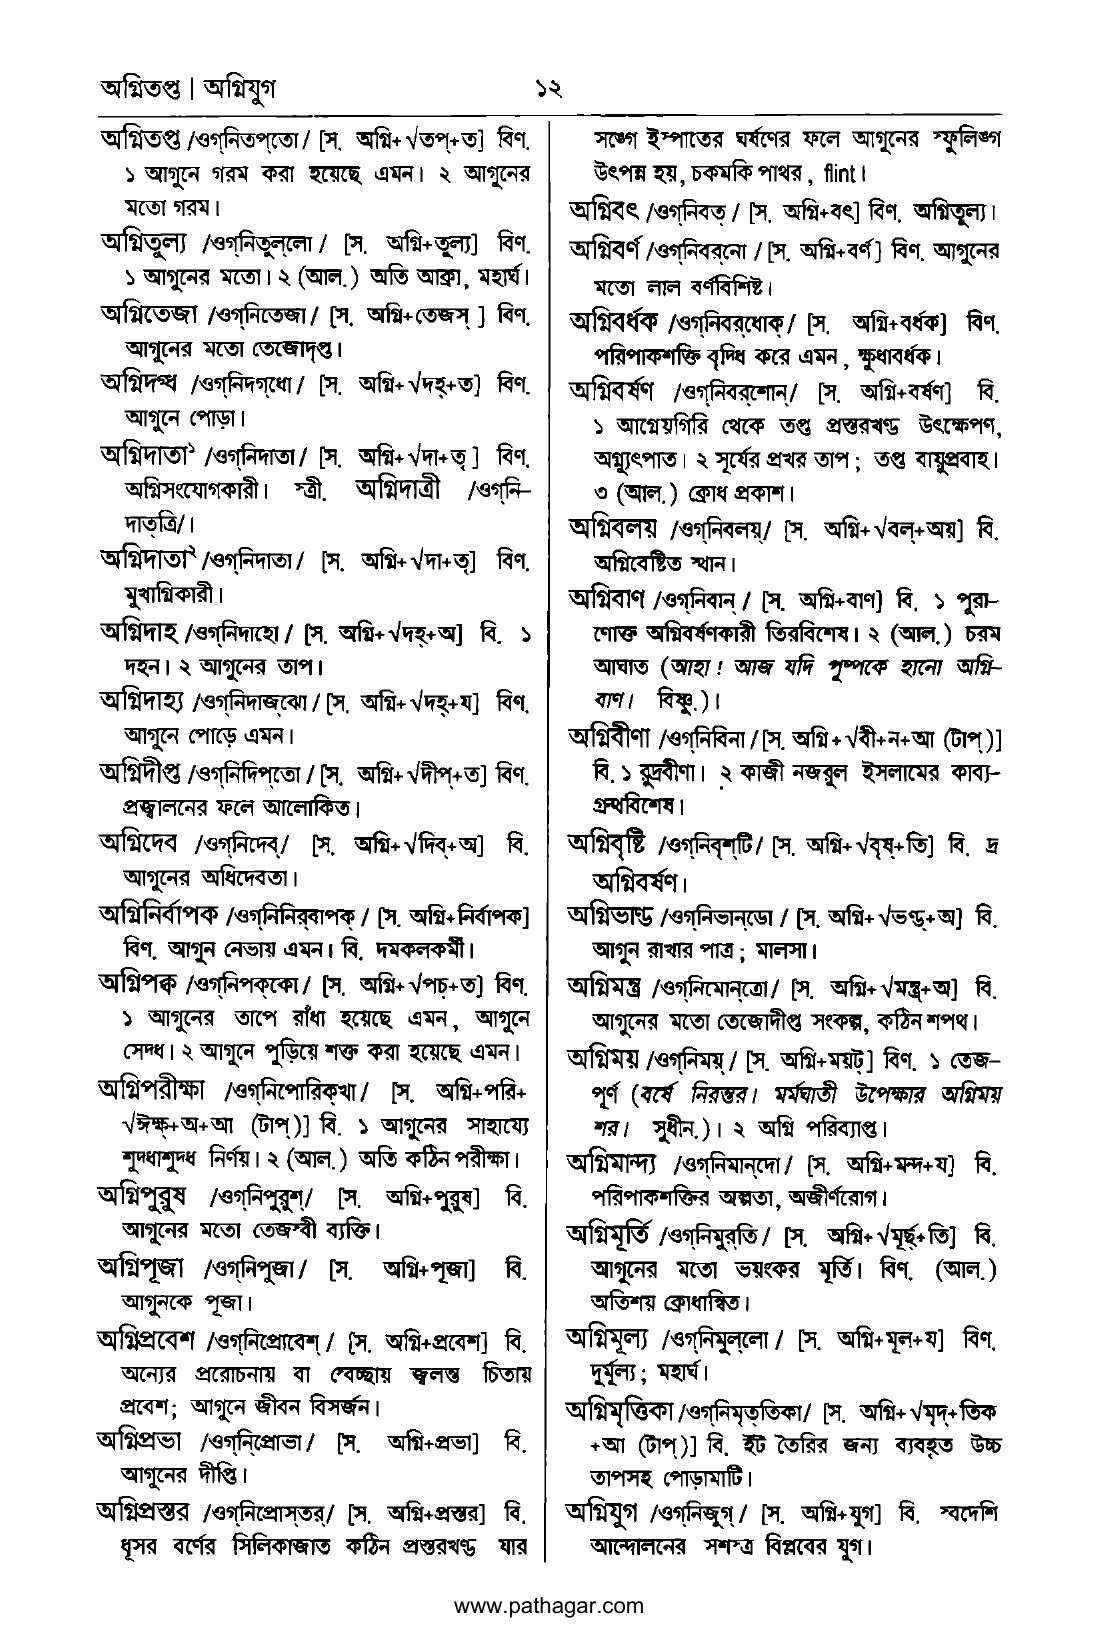 অগ্নিতপ্ত | অগ্নিযুগ
১২
অগ্নিতপ্ত /ওগ্‌নিতপ্‌তো/ [স. অগ্নি+√তপ্‌+ত] বিণ.
১ আগুনে গরম করা হয়েছে এমন। ২ আগুনের
মতো গরম।
অগ্নিতুল্য /ওগ্‌নিতুল্‌লো/ [স. অগ্নি+তুল্য] বিণ.
১ আগুনের মতো। ২ (আল.) অতি আক্রা, মহার্ঘ।
অগ্নিতেজা /ওগ্‌নিতেজা/ [স. অগ্নি+তেজস্‌ ] বিণ.
আগুনের মতো তেজোদৃপ্ত।
অগ্নিদগ্ধ /ওগ্‌নিদগ্‌ধো/ [স. অগ্নি+√দহ্‌+ত] বিণ.
আগুনে পোড়া।
অগ্নিদাতা১ /ওগ্‌নিদাতা/ [স. অগ্নি+√দা+তৃ ] বিণ.
অগ্নিসংযোগকারী। স্ত্রী. অগ্নিদাত্রী /ওগ্‌নি–
দাত্‌ত্রি/।
অগ্নিদাতা২ /ওগ্‌নিদাতা/ [স. অগ্নি+√দা+তৃ] বিণ.
মুখাগ্নিকারী।
অগ্নিদাহ /ওগ্‌নিদাহো/ [স. অগ্নি+√দহ্‌+অ] বি. ১
দহন। ২ আগুনের তাপ।
অগ্নিদাহ্য /ওগ্‌নিদাজ্‌ঝো/ [স. অগ্নি+√দহ্‌+য] বিণ.
আগুনে পোড়ে এমন।
অগ্নিদীপ্ত /ওগ্‌নিদিপ্‌তো/ [স. অগ্নি+√দীপ্‌+ত] বিণ.
প্রজ্বালনের ফলে আলোকিত।
অগ্নিদেব /ওগ্‌নিদেব্‌/ [স. অগ্নি+√দিব্‌+অ] বি.
আগুনের অধিদেবতা।
অগ্নিনির্বাপক /ওগ্‌নিনির্‌বাপক্‌/ [স. অগ্নি+নির্বাপক]
বিণ. আগুন নেভায় এমন। বি. দমকলকর্মী।
অগ্নিপক্ব /ওগ্‌নিপক্‌কো/ [স. অগ্নি+√পচ্‌+ত] বিণ.
১ আগুনের তাপে রাঁধা হয়েছে এমন, আগুনে
সেদ্ধ। ২ আগুনে পুড়িয়ে শক্ত করা হয়েছে এমন।
অগ্নিপরীক্ষা /ওগ্‌নিপোরিক্‌খা/ [স. অগ্নি+পরি+
√ঈক্ষ্‌+অ+আ (টাপ্‌)] বি. ১ আগুনের সাহায্যে
শুদ্ধাশুদ্ধ নির্ণয়। ২ (আল.) অতি কঠিন পরীক্ষা।
অগ্নিপুরুষ /ওগ্‌নিপুরুশ্‌/ [স. অগ্নি+পুরুষ] বি.
আগুনের মতো তেজস্বী ব্যক্তি।
অগ্নিপূজা /ওগ্‌নিপুজা/ [স. অগ্নি+পূজা] বি.
আগুনকে পূজা।
অগ্নিপ্রবেশ /ওগ্‌নিপ্রোবেশ্‌/ [স. অগ্নি+প্রবেশ] বি.
অন্যের প্ররোচনায় বা স্বেচ্ছায় জ্বলন্ত চিতায়
প্রবেশ; আগুনে জীবন বিসর্জন।
অগ্নিপ্রভা /ওগ্‌নিপ্রোভা/ [স. অগ্নি+প্রভা] বি.
আগুনের দীপ্তি।
অগ্নিপ্রস্তর /ওগ্‌নিপ্রোস্‌তর্‌/ [স. অগ্নি+প্রস্তর] বি.
ধূসর বর্ণের সিলিকাজাত কঠিন প্রস্তরখণ্ড যার
সঙ্গে ইস্পাতের ঘর্ষণের ফলে আগুনের স্ফুলিঙ্গ
উৎপন্ন হয়, চকমকি পাথর, flint।
অগ্নিবৎ /ওগ্‌নিবত্‌/ [স. অগ্নি+বৎ] বিণ. অগ্নিতুল্য।
অগ্নিবর্ণ /ওগ্‌নিবর্‌নো/ [স. অগ্নি+বর্ণ] বিণ. আগুনের
মতো লাল বর্ণবিশিষ্ট।
অগ্নিবর্ধক /ওগ্‌নিবর্‌ধোক্‌/ [স. অগ্নি+বর্ধক] বিণ.
পরিপাকশক্তি বৃদ্ধি করে এমন, ক্ষুধাবর্ধক।
অগ্নিবর্ষণ /ওগ্‌নিবর্‌শোন্‌/ [স. অগ্নি+বর্ষণ] বি.
১ আগ্নেয়গিরি থেকে তপ্ত প্রস্তরখণ্ড উৎক্ষেপণ,
অগ্ন্যুৎপাত। ২ সূর্যের প্রখর তাপ; তপ্ত বায়ুপ্রবাহ।
৩ (আল.) ক্রোধ প্রকাশ।
অগ্নিবলয় /ওগ্‌নিবলয়্‌/ [স. অগ্নি+√বল্‌+অয়] বি.
অগ্নিবেষ্টিত স্থান।
অগ্নিবাণ /ওগ্‌নিবান্‌/ [স. অগ্নি+বাণ] বি. ১ পুরা–
ণোক্ত অগ্নিবর্ষণকারী তিরবিশেষ। ২ (আল.) চরম
আঘাত (আহা! আজ যদি পুষ্পকে হানো অগ্নি–
বাণ। বিষ্ণু.)।
অগ্নিবীণা /ওগ্‌নিবিনা/ [স. অগ্নি+√বী+ন+আ (টাপ্‌)]
বি. ১ রুদ্রবীণা। ২ কাজী নজরুল ইসলামের কাব্য–
গ্রন্থবিশেষ।
অগ্নিবৃষ্টি /ওগ্‌নিবৃশ্‌টি/ [স. অগ্নি+√বৃষ্‌+তি] বি. দ্র
অগ্নিবর্ষণ।
অগ্নিভাণ্ড /ওগ্‌নিভান্‌ডো/ [স. অগ্নি+√ভণ্ড্‌+অ] বি.
আগুন রাখার পাত্র; মালসা।
অগ্নিমন্ত্র /ওগ্‌নিমোন্‌ত্রো/ [স. অগ্নি+√মন্ত্র্‌+অ] বি.
আগুনের মতো তেজোদীপ্ত সংকল্প, কঠিন শপথ।
অগ্নিময় /ওগ্‌নিময়্‌/ [স. অগ্নি+ময়ট্‌] বিণ. ১ তেজ–
পূর্ণ (বর্ষে নিরন্তর। মর্মঘাতী উপেক্ষার অগ্নিময়
শর। সুধীন.)। ২ অগ্নি পরিব্যাপ্ত।
অগ্নিমান্দ্য /ওগ্‌নিমান্‌দো/ [স. অগ্নি+মন্দ+য] বি.
পরিপাকশক্তির অল্পতা, অজীর্ণরোগ।
অগ্নিমূর্তি /ওগ্‌নিমুর্‌তি/ [স. অগ্নি+√মূর্ছ্‌+তি] বি.
আগুনের মতো ভয়ংকর মূর্তি। বিণ. (আল.)
অতিশয় ক্রোধান্বিত।
অগ্নিমূল্য /ওগ্‌নিমুল্‌লো/ [স. অগ্নি+মূল+য] বিণ.
দুর্মূল্য; মহার্ঘ।
অগ্নিমৃত্তিকা /ওগ্‌নিমৃত্‌তিকা/ [স. অগ্নি+√মৃদ্‌+তিক
+আ (টাপ্‌)] বি. ইট তৈরির জন্য ব্যবহৃত উচ্চ
তাপসহ পোড়ামাটি।
অগ্নিযুগ /ওগ্‌নিজুগ্‌/ [স. অগ্নি+যুগ] বি. স্বদেশি
আন্দোলনের সশস্ত্র বিপ্লবের যুগ।
www.pathagar.com